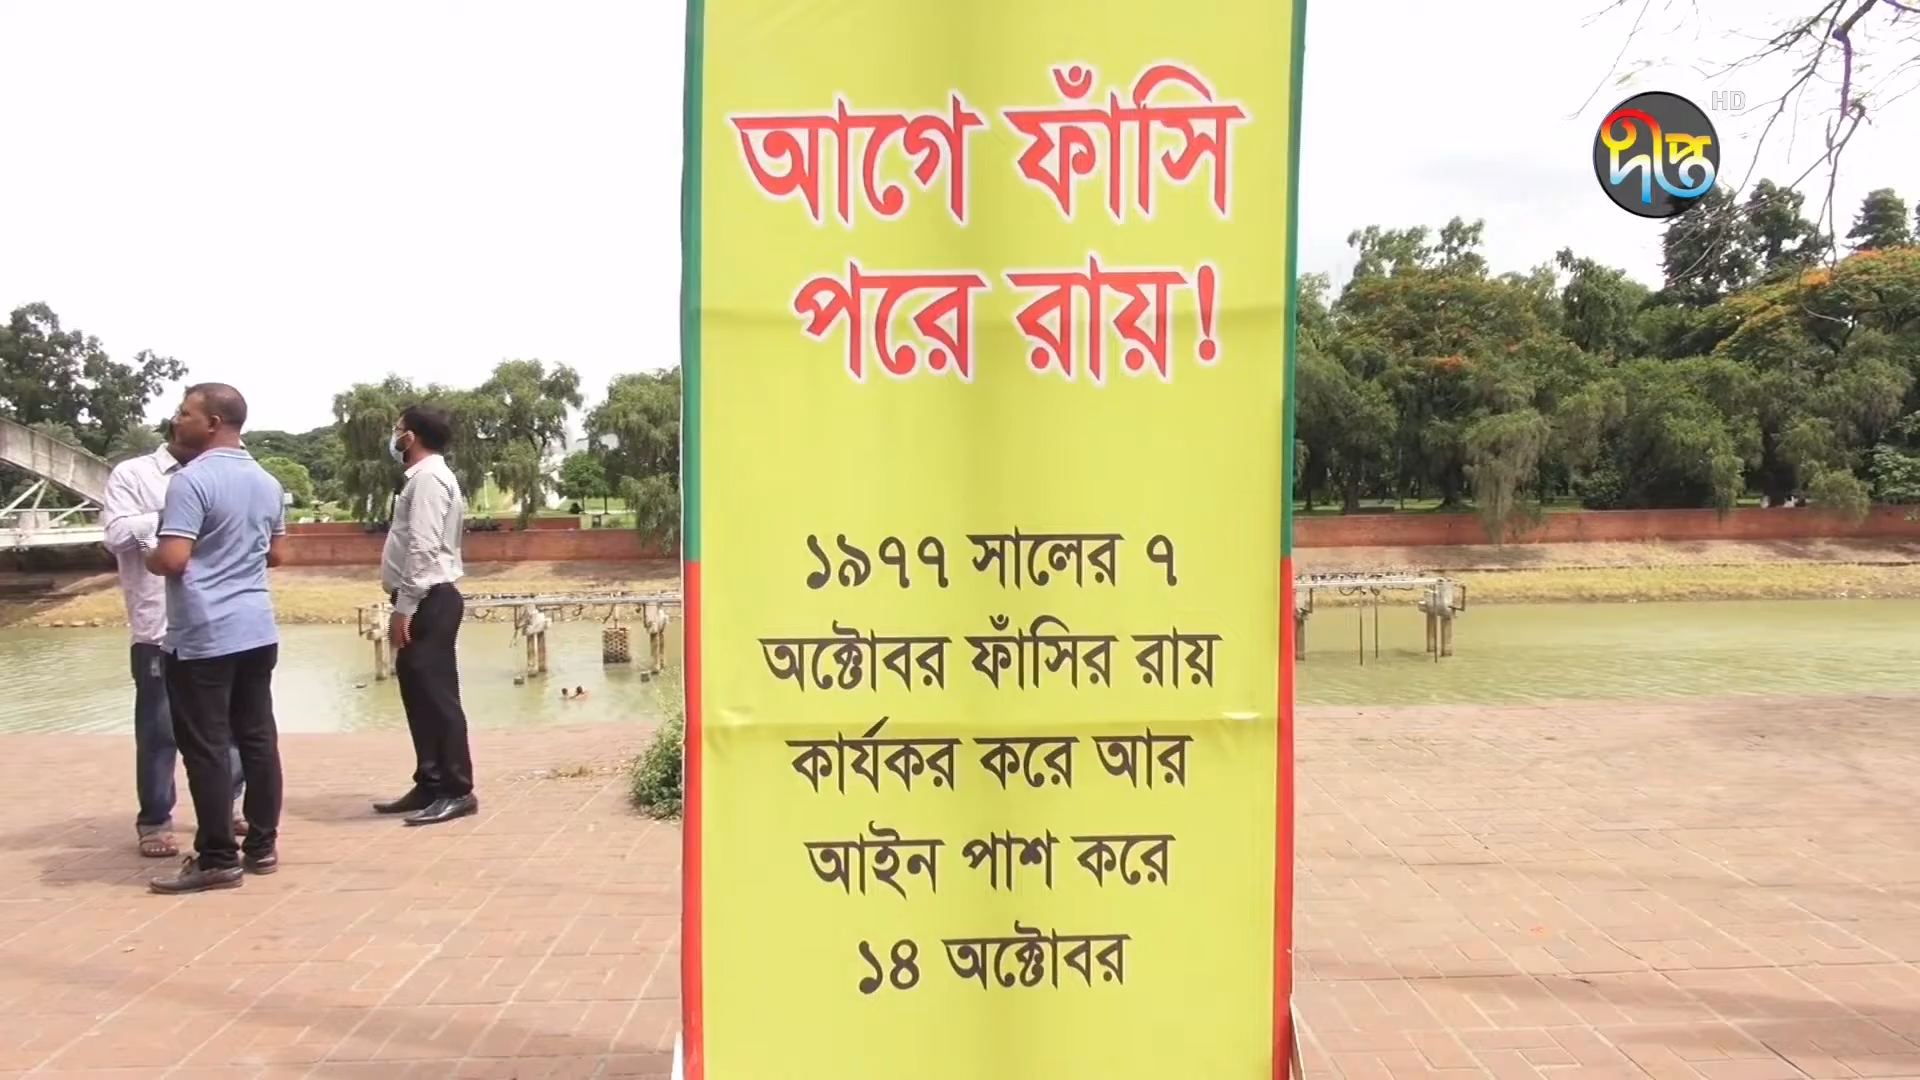 আগে ফাঁসি
পরে রায়!
১৯৭৭ সালের ৭
অক্টোবর ফাঁসির রায়
কার্যকর করে আর
আইন পাশ করে
১৪ অক্টোবর
দীপ্ত
HD